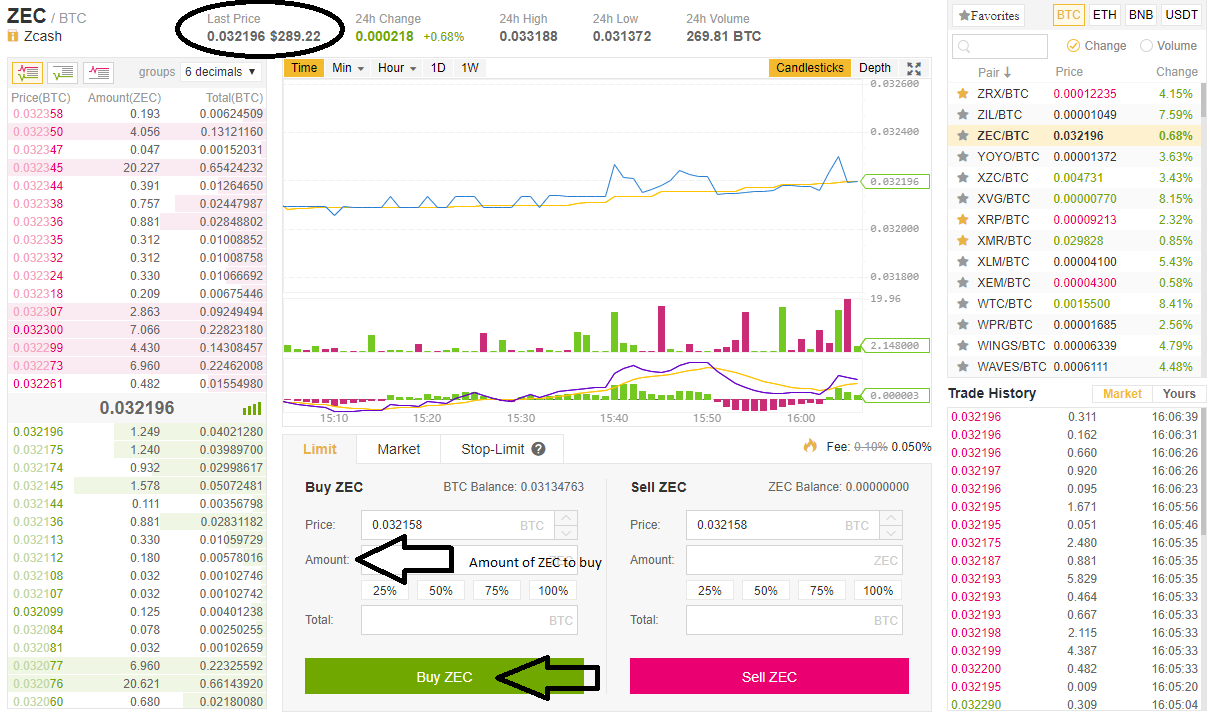 ZEC / BTC
Zcash
Last Price
0.032196 $289.22
24h Change
0.000218 +0.68%
24h High
0.033188
24h Low
0.031372
24h Volume
269.81 BTC
groups 6 decimals
Price(BTC) Amount(ZEC) Total(BTC)
0.032358 0.193 0.00624509
0.032350 4.056 0.13121160
0.032347 0.047 0.00152031
0.032345 20.227 0.65424232
0.032344 0.391 0.01264650
0.032338 0.757 0.02447987
0.032336 0.881 0.02848802
0.032335 0.312 0.01008852
0.032332 0.312 0.01008758
0.032324 0.330 0.01066692
0.032318 0.209 0.00675446
0.032307 2.863 0.09249494
0.032300 7.066 0.22823180
0.032299 4.430 0.14308457
0.032273 6.960 0.22462008
0.032261 0.482 0.01554980
0.032196
0.032196 1.249 0.04021280
0.032175 1.240 0.03989700
0.032174 0.932 0.02998617
0.032145 1.578 0.05072481
0.032144 0.111 0.00356798
0.032136 0.881 0.02831182
0.032113 0.330 0.01059729
0.032112 0.180 0.00578016
0.032108 0.032 0.00102746
0.032107 0.032 0.00102742
0.032099 0.125 0.00401238
0.032084 0.078 0.00250255
0.032081 0.032 0.00102659
0.032077 6.960 0.22325592
0.032076 20.621 0.66143920
0.032060 0.680 0.02180080
Time Min Hour 1D 1W
Candlesticks Depth
0.032600
0.032400
0.032196
0.032000
0.031800
19.96
2.148000
0.000003
15:10 15:20 15:30 15:40 15:50 16:00
Limit Market Stop-Limit ?
Fee: 0.10% 0.050%
Buy ZEC BTC Balance: 0.03134763
Price: 0.032158 BTC
Amount: ZEC
Amount of ZEC to buy
25% 50% 75% 100%
Total: BTC
Buy ZEC
Sell ZEC ZEC Balance: 0.00000000
Price: 0.032158 BTC
Amount: ZEC
25% 50% 75% 100%
Total: BTC
Sell ZEC
Favorites BTC ETH BNB USDT
Change Volume
Pair Price Change
ZRX/BTC 0.00012235 4.15%
ZIL/BTC 0.00001049 7.59%
ZEC/BTC 0.032196 0.68%
YOYO/BTC 0.00001372 3.63%
XZC/BTC 0.004731 3.43%
XVG/BTC 0.00000770 8.15%
XRP/BTC 0.00009213 2.32%
XMR/BTC 0.029828 0.85%
XLM/BTC 0.00004100 5.43%
XEM/BTC 0.00004300 0.58%
WTC/BTC 0.0015500 8.41%
WPR/BTC 0.00001685 2.56%
WINGS/BTC 0.00006339 4.79%
WAVES/BTC 0.0006111 4.48%
Trade History Market Yours
0.032196 0.311 16:06:39
0.032196 0.162 16:06:31
0.032196 0.660 16:06:26
0.032197 0.920 16:06:26
0.032196 0.095 16:06:23
0.032195 1.671 16:05:56
0.032195 0.051 16:05:46
0.032175 2.480 16:05:35
0.032187 0.881 16:05:35
0.032193 5.829 16:05:35
0.032193 0.464 16:05:33
0.032193 0.667 16:05:33
0.032198 2.115 16:05:33
0.032199 4.387 16:05:33
0.032200 0.482 16:05:33
0.032195 0.009 16:05:20
0.032290 0.309 16:05:04